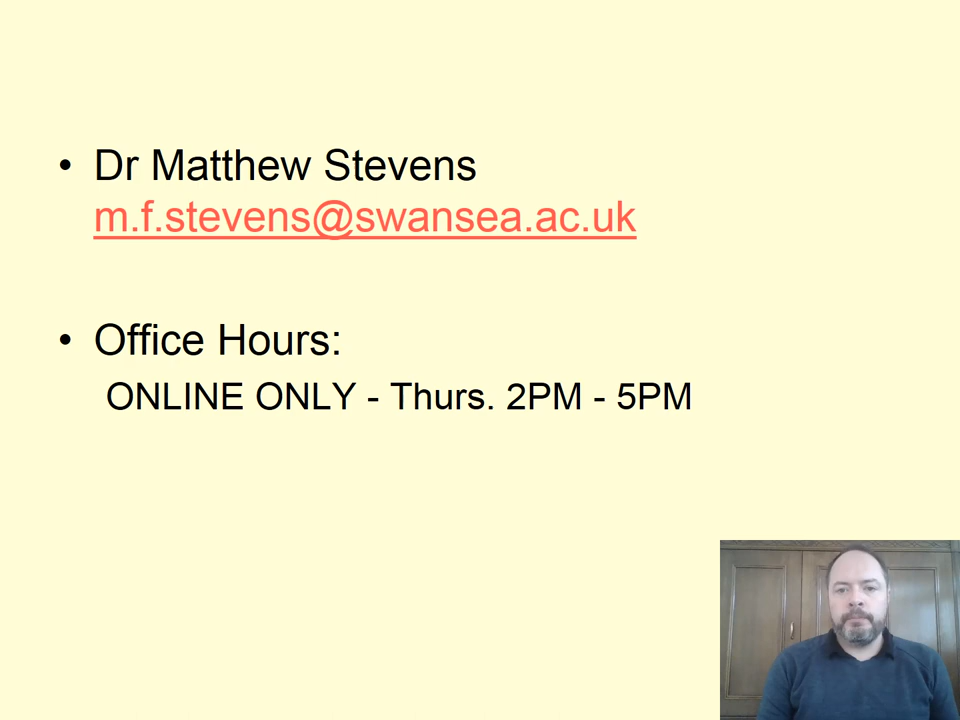 • Dr Matthew Stevens
m.f.stevens@swansea.ac.uk
• Office Hours:
ONLINE ONLY - Thurs. 2PM - 5PM